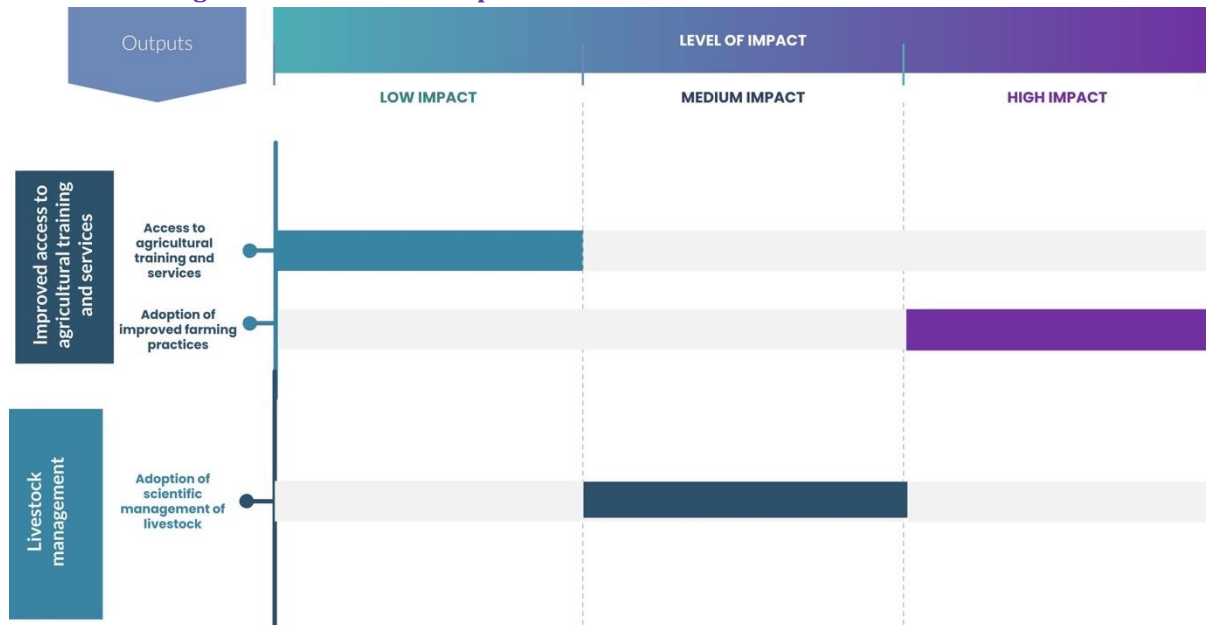 Outputs
LEVEL OF IMPACT
LOW IMPACT
MEDIUM IMPACT
HIGH IMPACT
Improved access to
agricultural training
and services
Access to
agricultural
training and
services
Adoption of
improved farming
practices
Livestock
management
Adoption of
scientific
management of
livestock